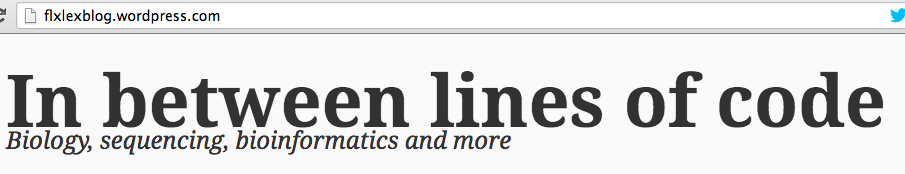 flxlexblog.wordpress.com
In between lines of code
Biology, sequencing, bioinformatics and more